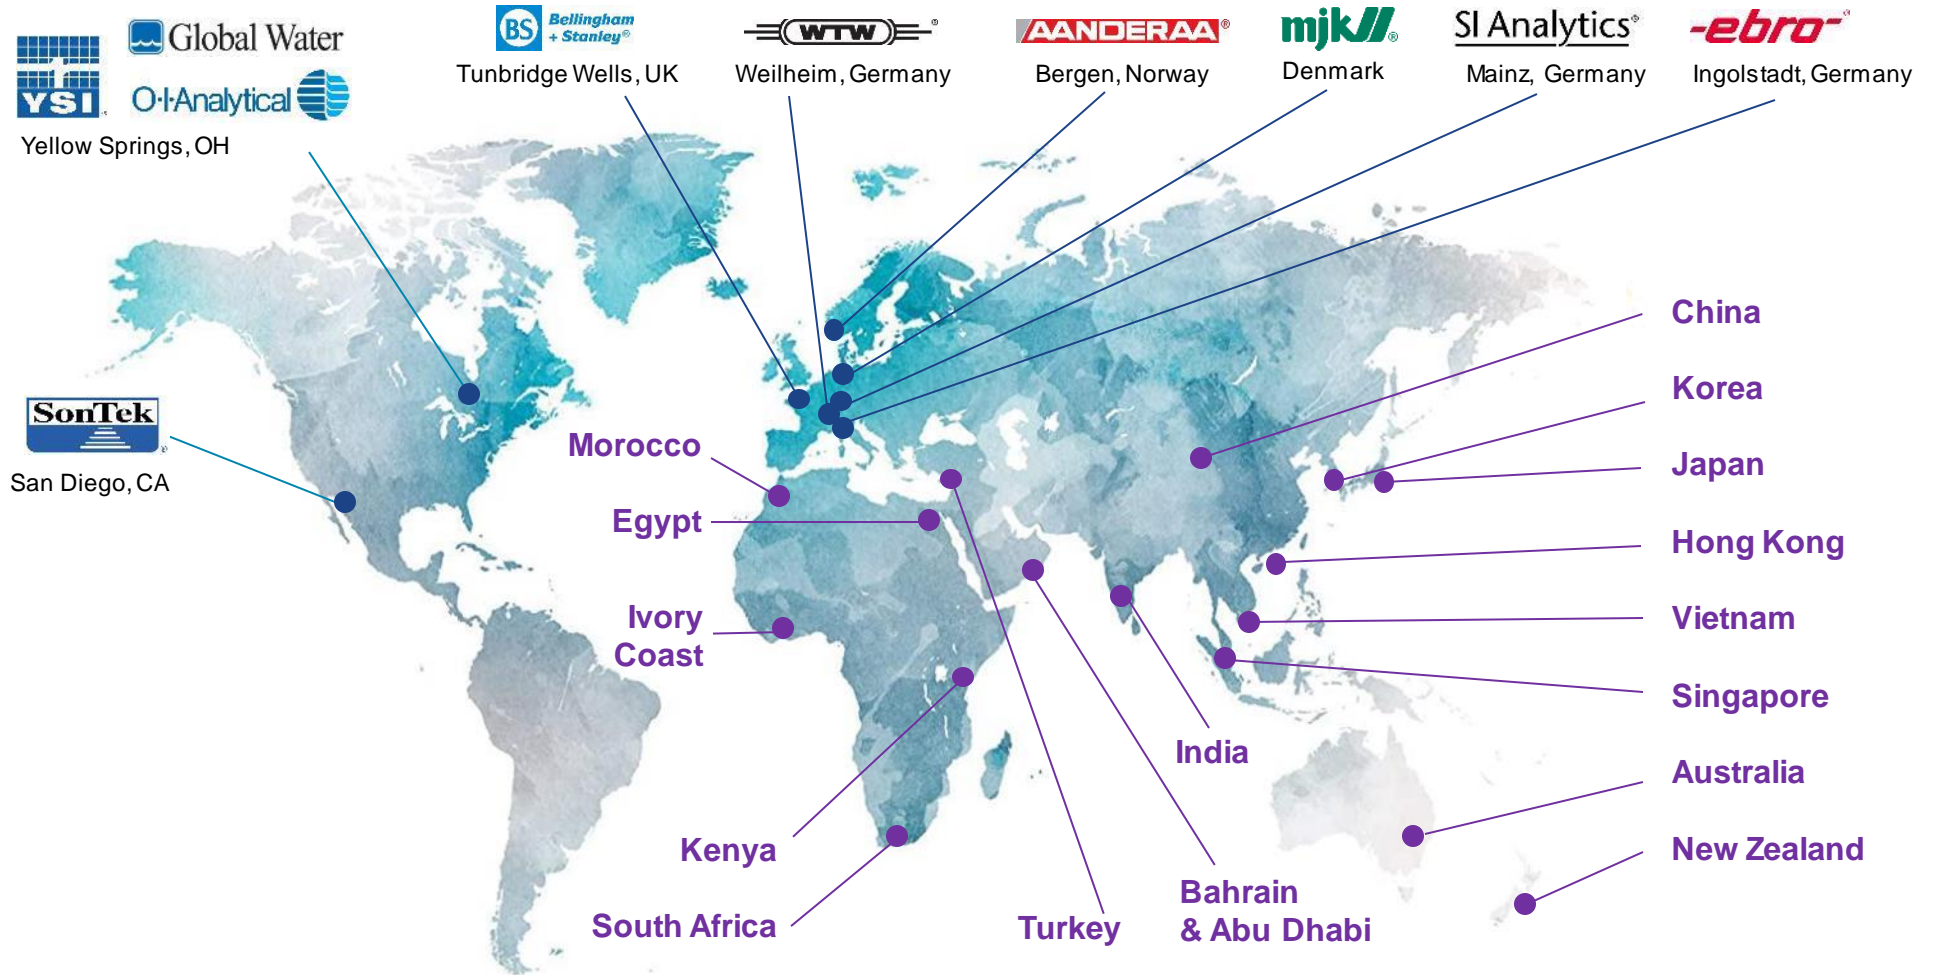 YSI
Global Water
O·I·Analytical
Yellow Springs, OH
BS Bellingham
+ Stanley®
Tunbridge Wells, UK
WTW®
Weilheim, Germany
AANDERAA®
Bergen, Norway
mjk®
Denmark
SI Analytics®
Mainz, Germany
-ebro-®
Ingolstadt, Germany
SonTek®
San Diego, CA
Morocco
Egypt
Ivory
Coast
Kenya
South Africa
Turkey
Bahrain
& Abu Dhabi
India
China
Korea
Japan
Hong Kong
Vietnam
Singapore
Australia
New Zealand